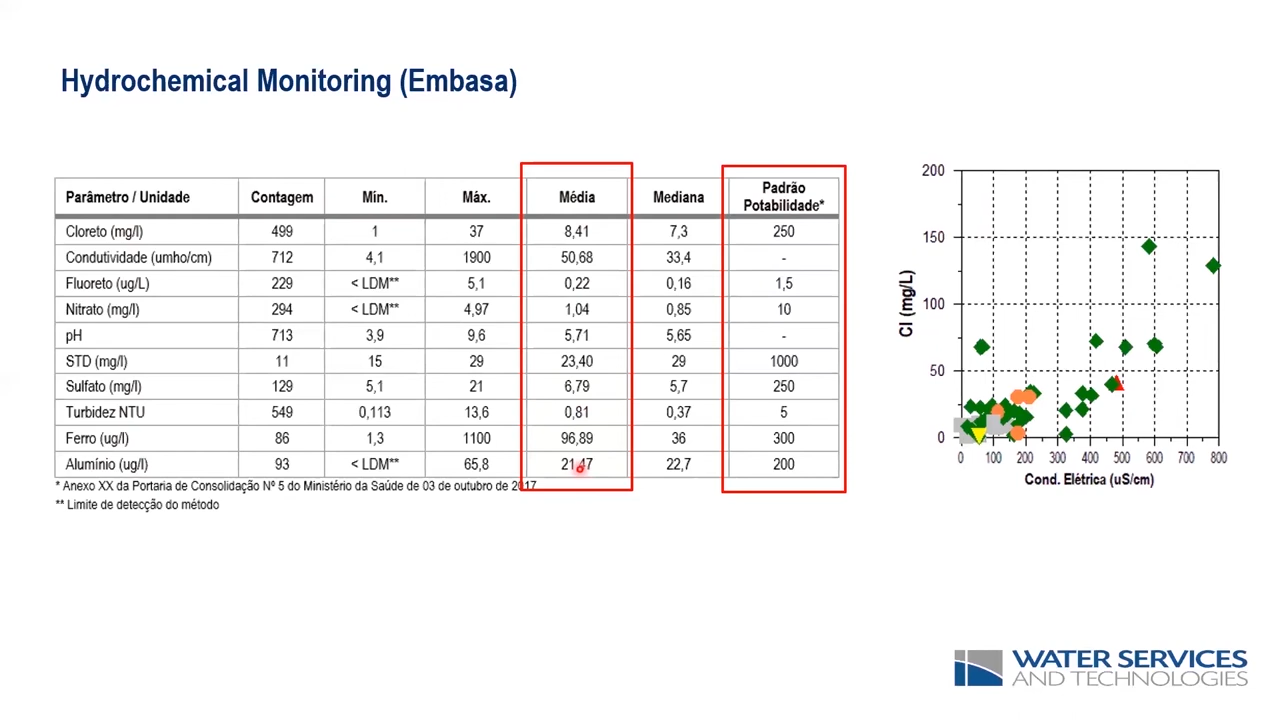 Hydrochemical Monitoring (Embasa)
Parâmetro / Unidade Contagem Mín. Máx. Média Mediana Padrão Potabilidade*
Cloreto (mg/l) 499 1 37 8,41 7,3 250
Condutividade (umho/cm) 712 4,1 1900 50,68 33,4 -
Fluoreto (ug/L) 229 < LDM** 5,1 0,22 0,16 1,5
Nitrato (mg/l) 294 < LDM** 4,97 1,04 0,85 10
pH 713 3,9 9,6 5,71 5,65 -
STD (mg/l) 11 15 29 23,40 29 1000
Sulfato (mg/l) 129 5,1 21 6,79 5,7 250
Turbidez NTU 549 0,113 13,6 0,81 0,37 5
Ferro (ug/l) 86 1,3 1100 96,89 36 300
Alumínio (ug/l) 93 < LDM** 65,8 21,47 22,7 200
* Anexo XX da Portaria de Consolidação Nº 5 do Ministério da Saúde de 03 de outubro de 2017
** Limite de detecção do método
200
150
100
50
0
Cl (mg/L)
0 100 200 300 400 500 600 700 800
Cond. Elétrica (uS/cm)
WATER SERVICES
AND TECHNOLOGIES